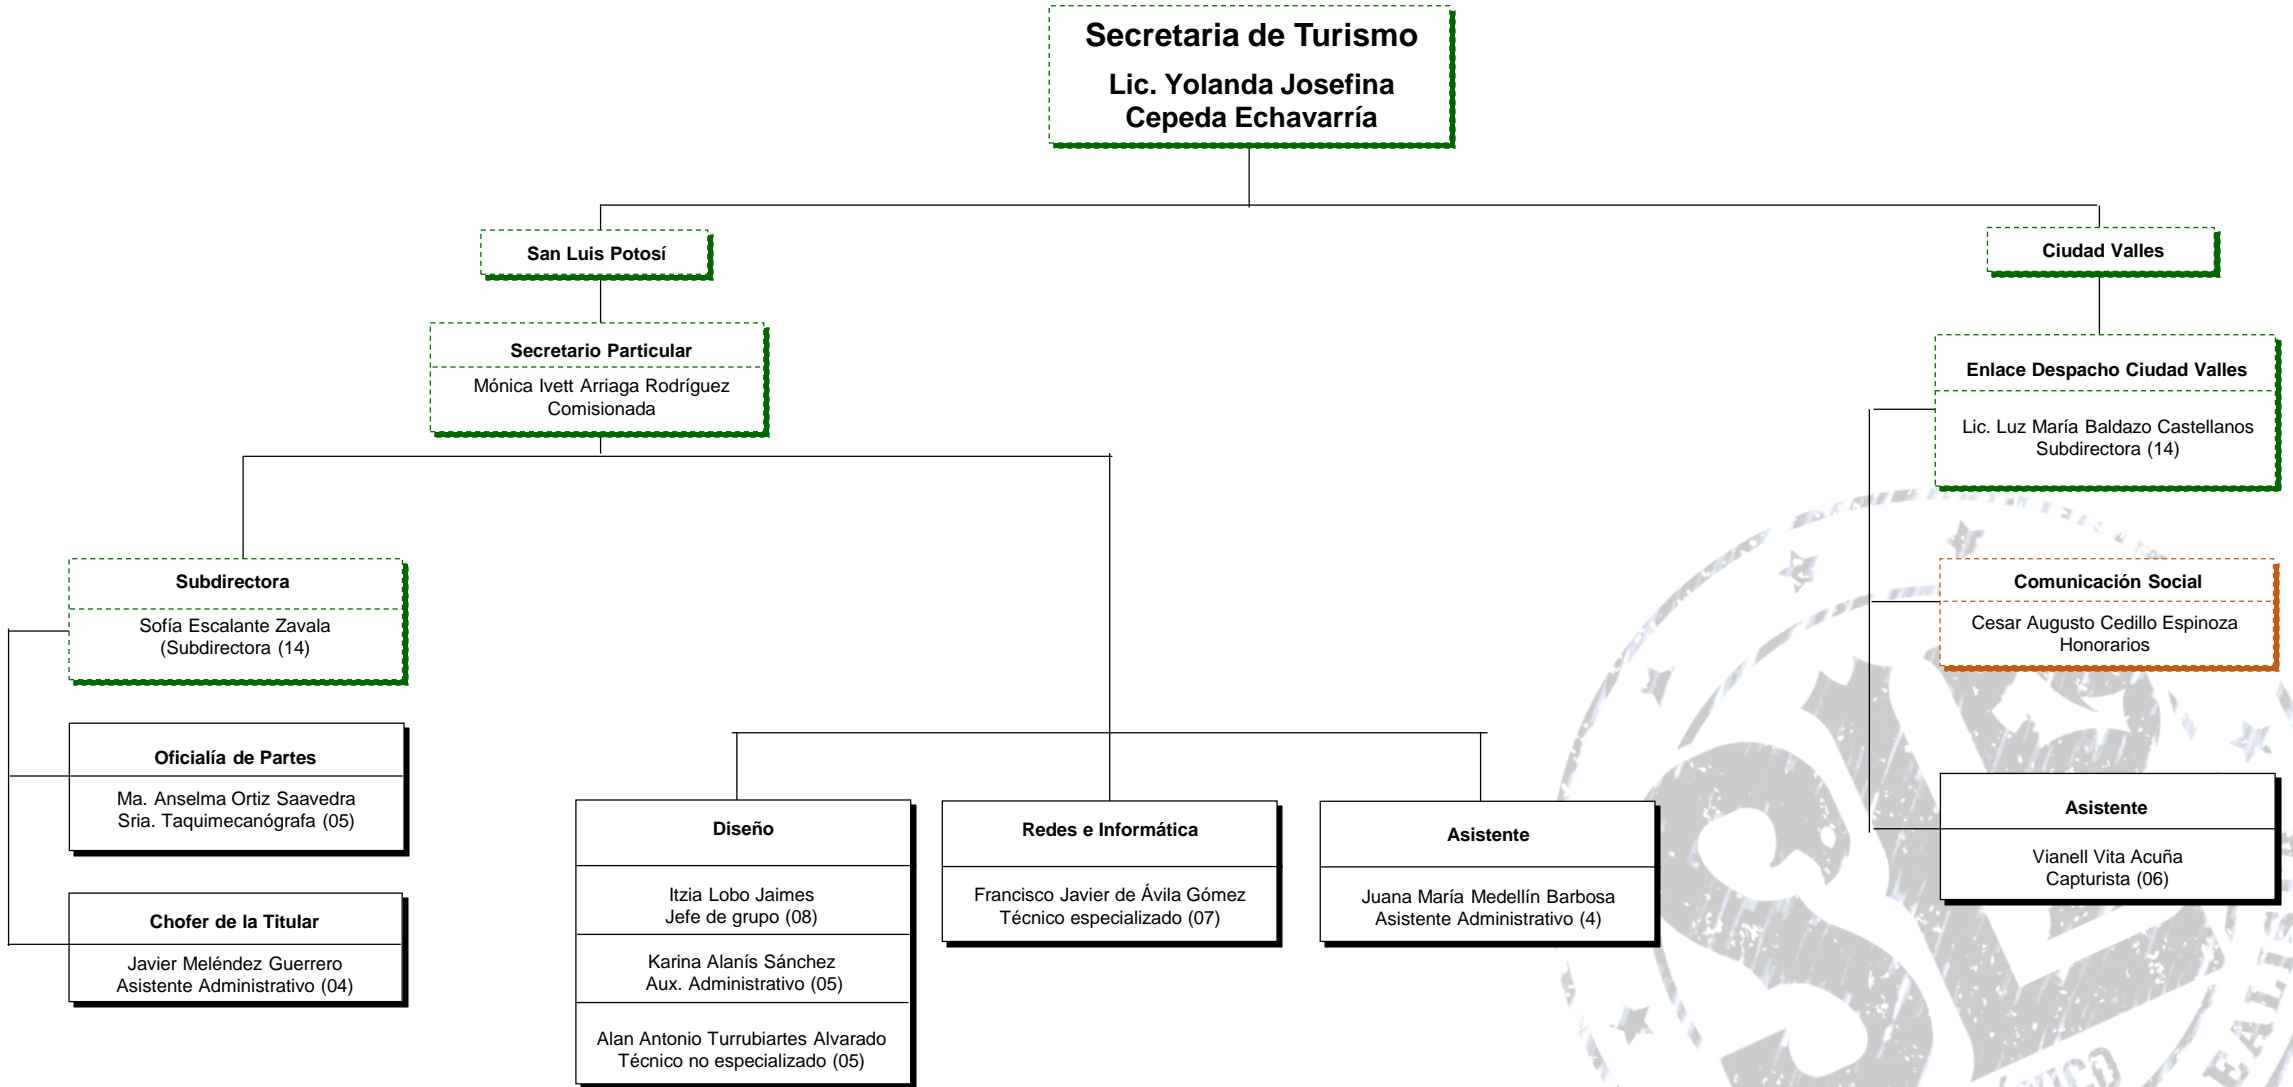 Secretaria de Turismo
Lic. Yolanda Josefina
Cepeda Echavarría
San Luis Potosí
Ciudad Valles
Secretario Particular
Mónica Ivett Arriaga Rodríguez
Comisionada
Enlace Despacho Ciudad Valles
Lic. Luz María Baldazo Castellanos
Subdirectora (14)
Subdirectora
Sofía Escalante Zavala
(Subdirectora (14)
Comunicación Social
Cesar Augusto Cedillo Espinoza
Honorarios
Oficialía de Partes
Ma. Anselma Ortiz Saavedra
Sria. Taquimecanógrafa (05)
Chofer de la Titular
Javier Meléndez Guerrero
Asistente Administrativo (04)
Diseño
Itzia Lobo Jaimes
Jefe de grupo (08)
Karina Alanís Sánchez
Aux. Administrativo (05)
Alan Antonio Turrubiartes Alvarado
Técnico no especializado (05)
Redes e Informática
Francisco Javier de Ávila Gómez
Técnico especializado (07)
Asistente
Juana María Medellín Barbosa
Asistente Administrativo (4)
Asistente
Vianell Vita Acuña
Capturista (06)
SLP